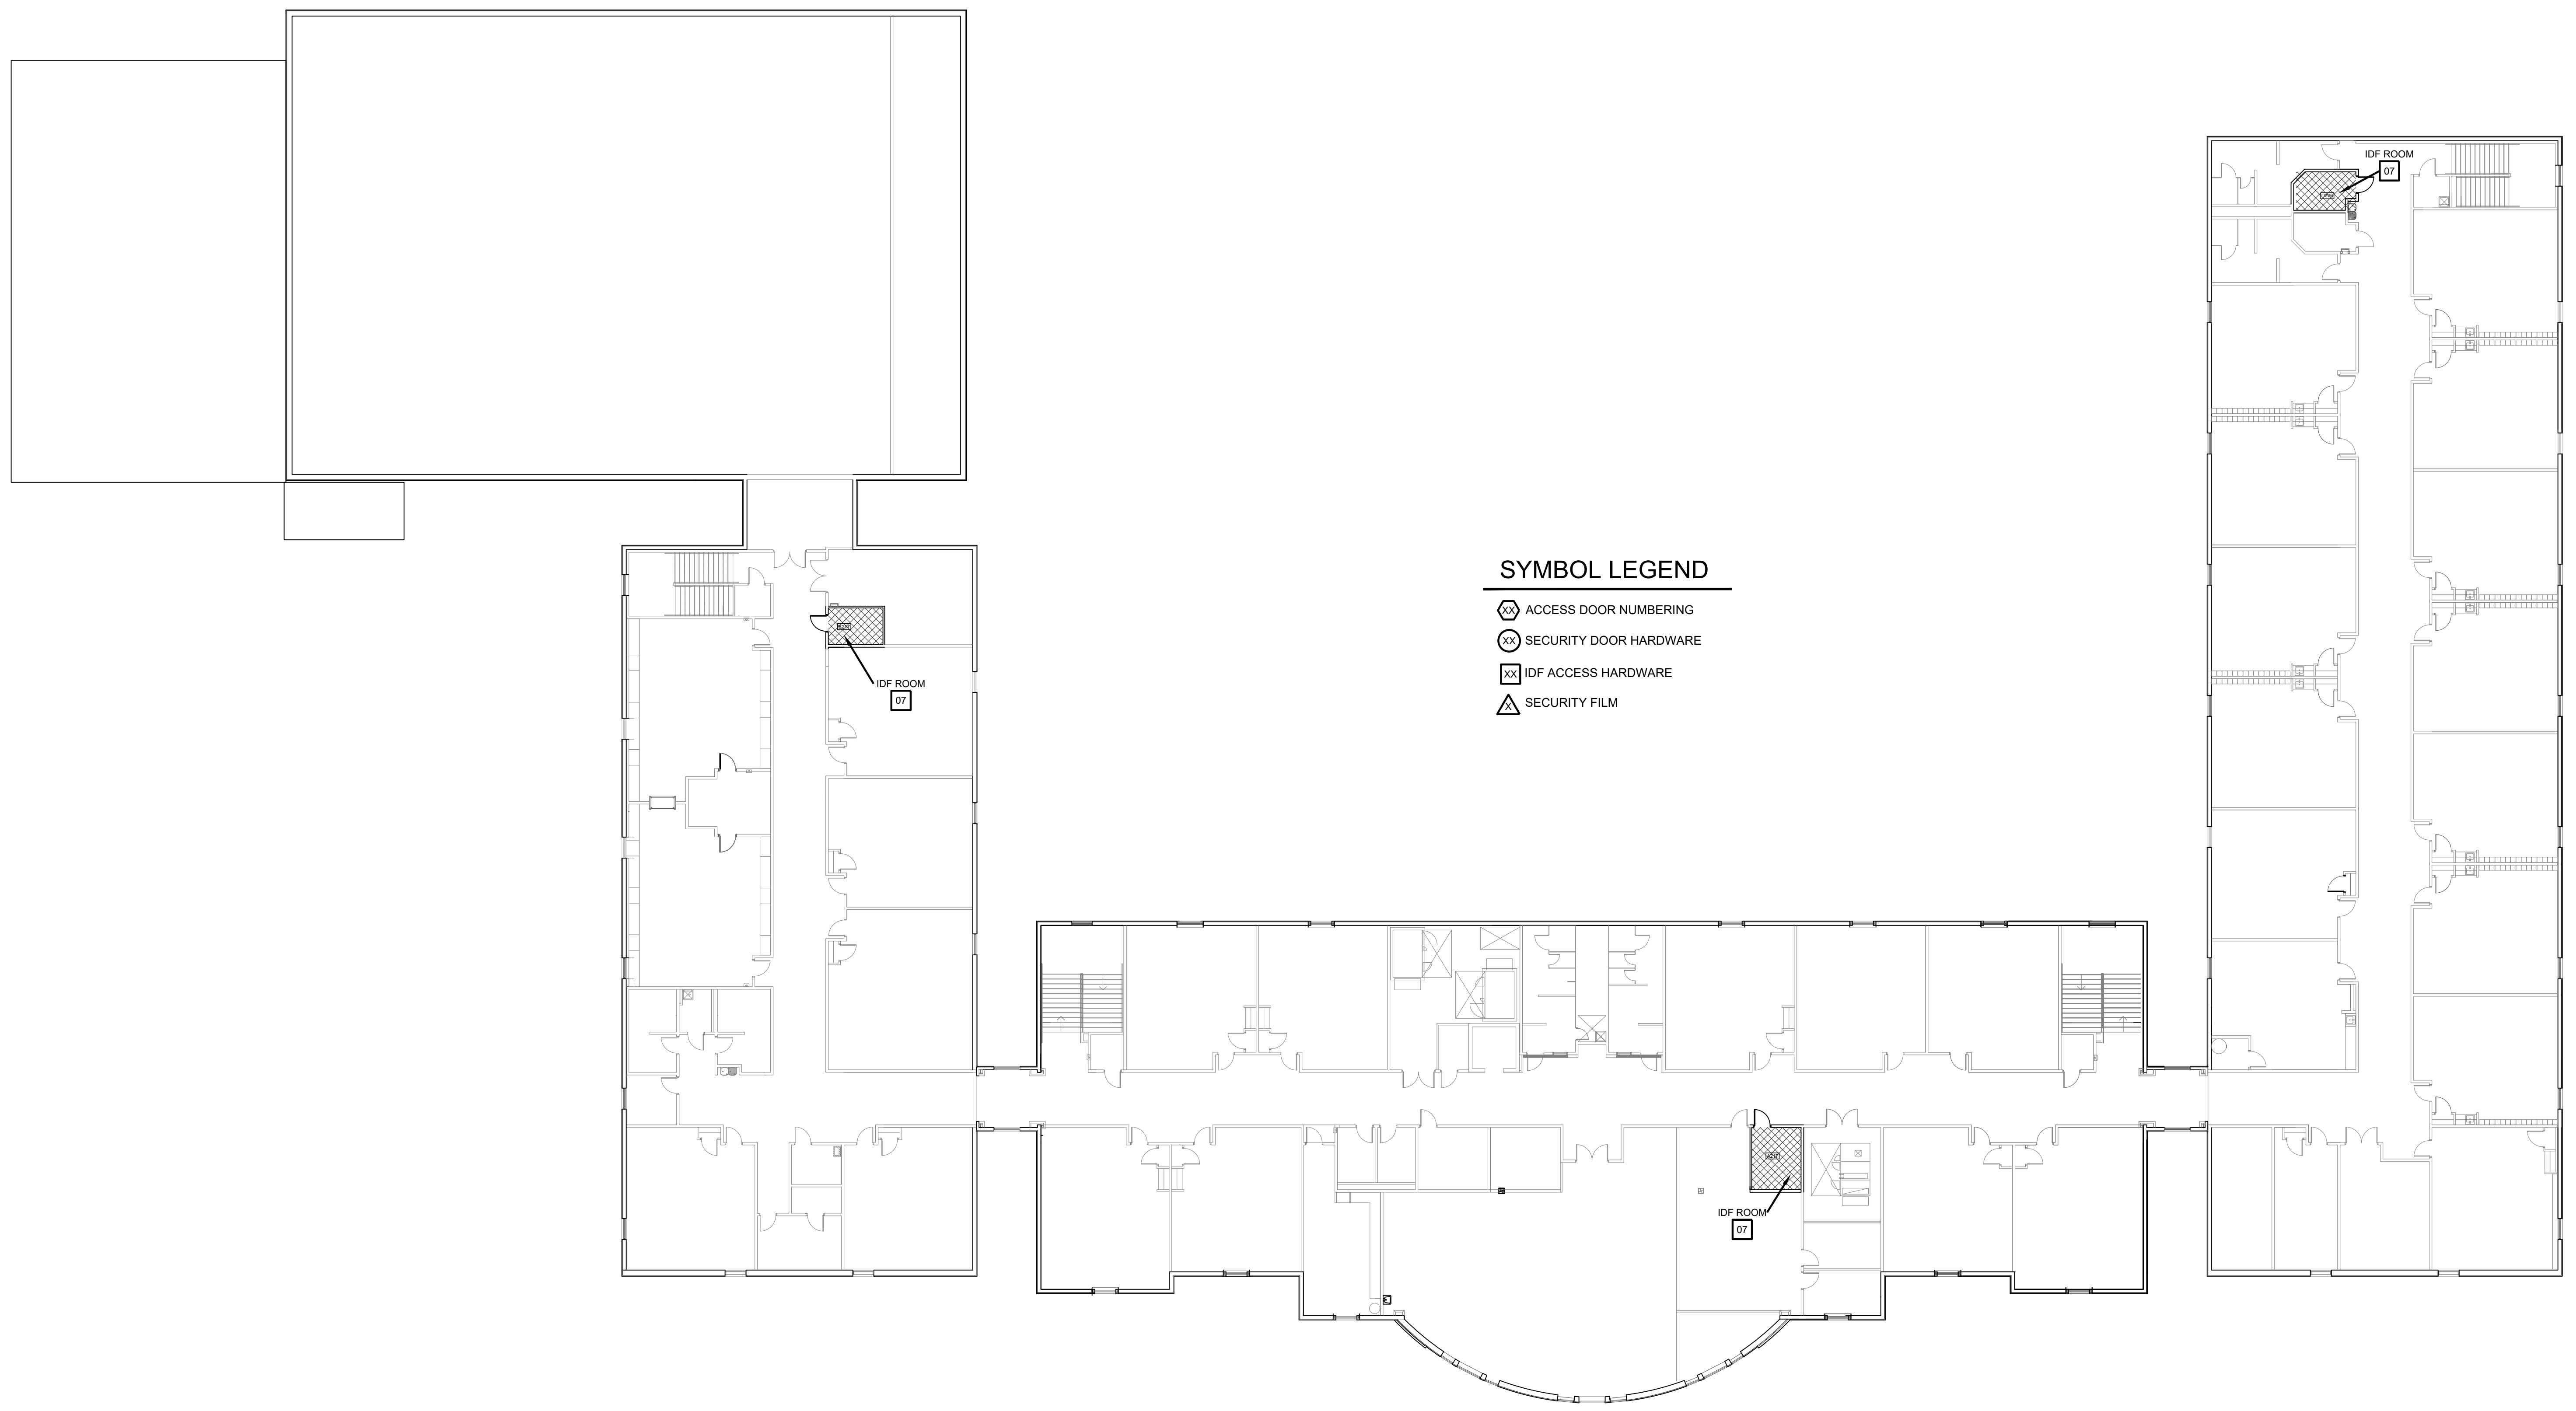 IDF ROOM
07
SYMBOL LEGEND
XX ACCESS DOOR NUMBERING
XX SECURITY DOOR HARDWARE
XX IDF ACCESS HARDWARE
X SECURITY FILM
IDF ROOM
07
IDF ROOM
07